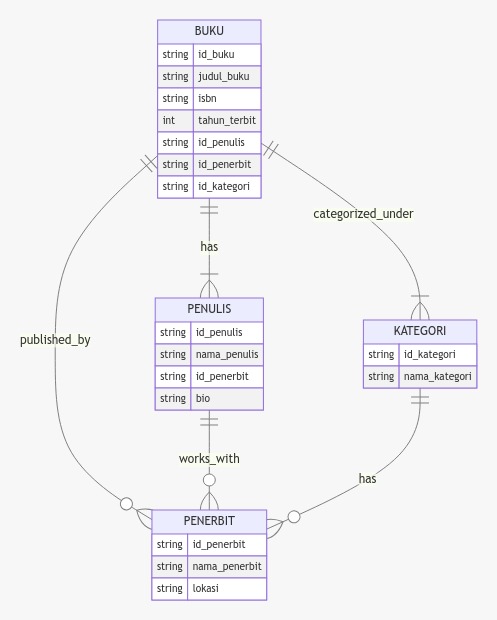 BUKU
string id_buku
string judul_buku
string isbn
int tahun_terbit
string id_penulis
string id_penerbit
string id_kategori
categorized_under
has
PENULIS
string id_penulis
string nama_penulis
string id_penerbit
string bio
KATEGORI
string id_kategori
string nama_kategori
published_by
works_with
has
PENERBIT
string id_penerbit
string nama_penerbit
string lokasi